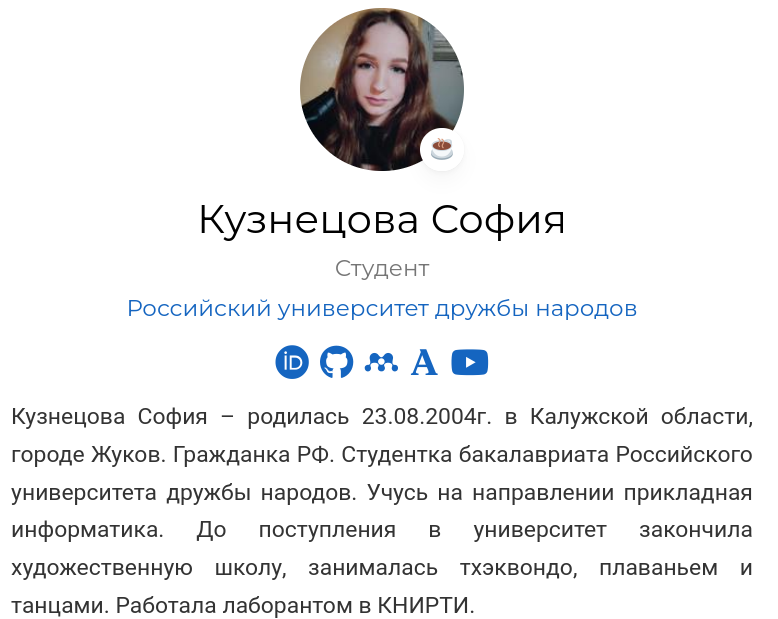 Кузнецова София
Студент
Российский университет дружбы народов
iD
A
Кузнецова София – родилась 23.08.2004г. в Калужской области,
городе Жуков. Гражданка РФ. Студентка бакалавриата Российского
университета дружбы народов. Учусь на направлении прикладная
информатика. До поступления в университет закончила
художественную школу, занималась тхэквондо, плаваньем и
танцами. Работала лаборантом в КНИРТИ.